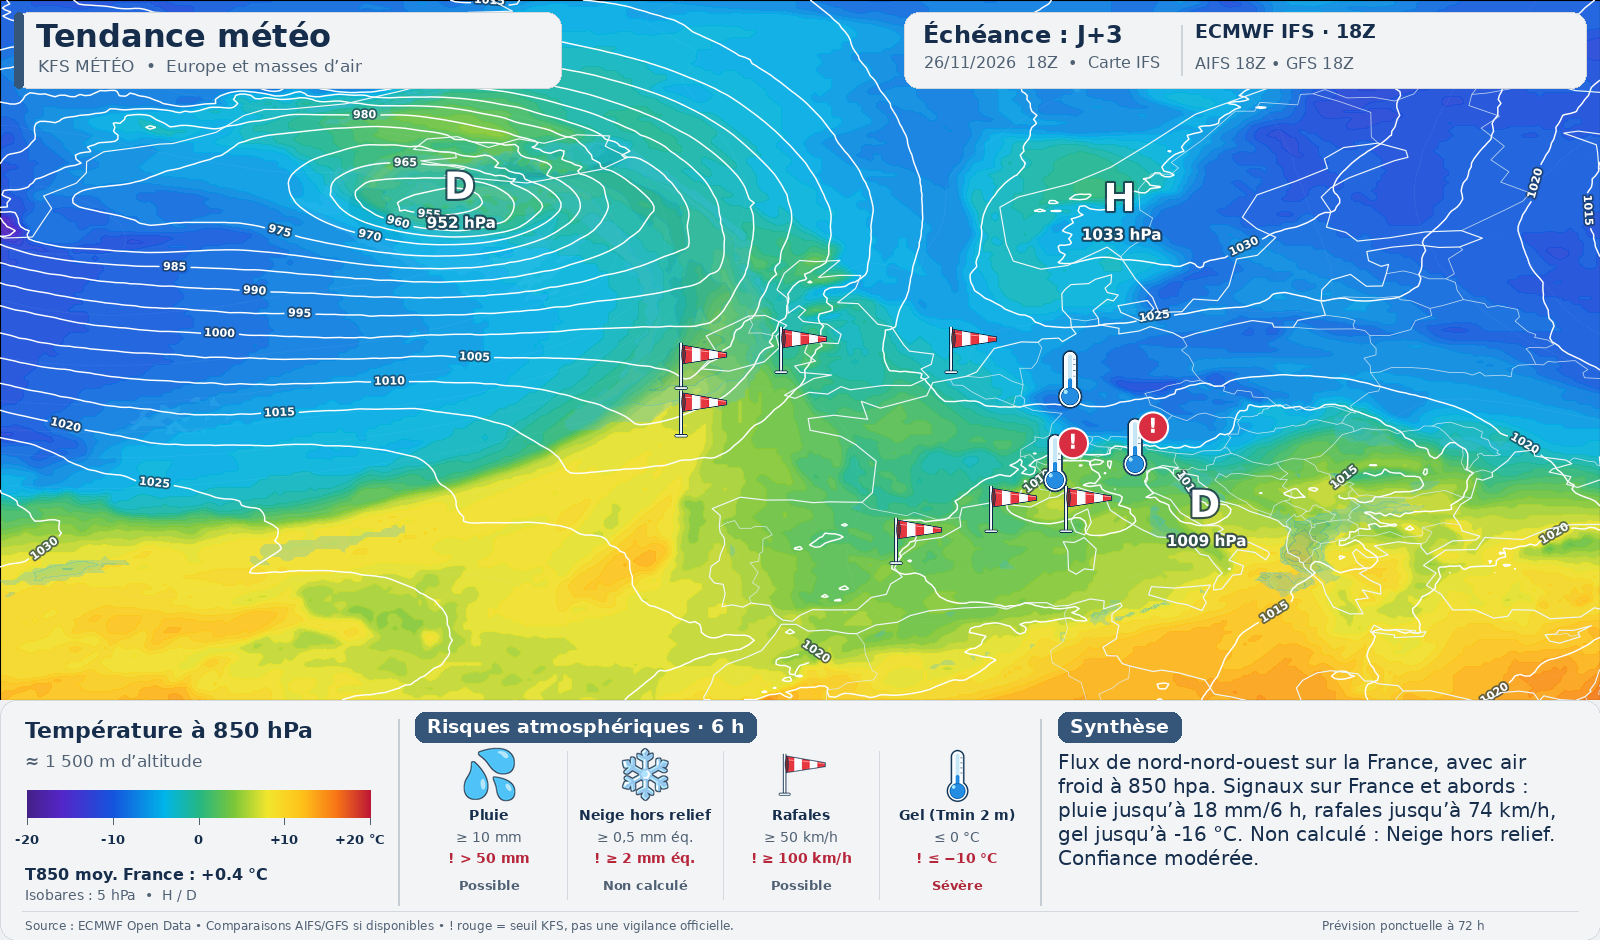 Tendance météo
KFS MÉTÉO • Europe et masses d’air
Échéance : J+3
26/11/2026 18Z • Carte IFS
ECMWF IFS · 18Z
AIFS 18Z • GFS 18Z
1015
980
965
D
955
952 hPa
960
970
975
985
990
995
1000
1005
1010
1015
1020
1025
1030
H
1033 hPa
1030
1025
1020
1015
D
1009 hPa
1015
1020
1020
1015
1020
1020
Température à 850 hPa
≈ 1 500 m d’altitude
-20 -10 0 +10 +20 °C
T850 moy. France : +0.4 °C
Isobares : 5 hPa • H / D
Risques atmosphériques · 6 h
Pluie
≥ 10 mm
! > 50 mm
Possible
Neige hors relief
≥ 0,5 mm éq.
! ≥ 2 mm éq.
Non calculé
Rafales
≥ 50 km/h
! ≥ 100 km/h
Possible
Gel (Tmin 2 m)
≤ 0 °C
! ≤ −10 °C
Sévère
Synthèse
Flux de nord-nord-ouest sur la France, avec air
froid à 850 hpa. Signaux sur France et abords :
pluie jusqu’à 18 mm/6 h, rafales jusqu’à 74 km/h,
gel jusqu’à -16 °C. Non calculé : Neige hors relief.
Confiance modérée.
Source : ECMWF Open Data • Comparaisons AIFS/GFS si disponibles • ! rouge = seuil KFS, pas une vigilance officielle.
Prévision ponctuelle à 72 h